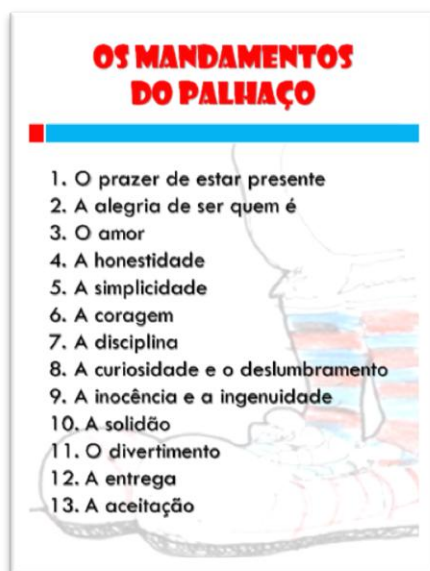 OS MANDAMENTOS
DO PALHAÇO
1. O prazer de estar presente
2. A alegria de ser quem é
3. O amor
4. A honestidade
5. A simplicidade
6. A coragem
7. A disciplina
8. A curiosidade e o deslumbramento
9. A inocência e a ingenuidade
10. A solidão
11. O divertimento
12. A entrega
13. A aceitação